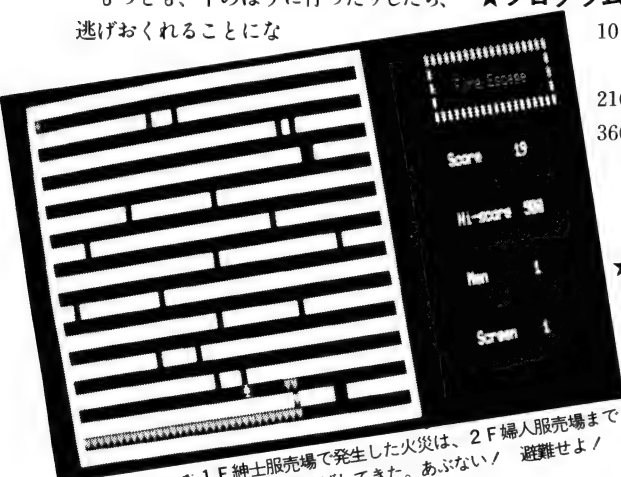 逃げおくれることにな
★プログラム
10
210
360
★
Fire Escape
Score 19
Hi-score 500
Men 1
Screen 1
1F紳士服売場で発生した火災は、2F婦人服売場まで
してきた。あぶない! 避難せよ!